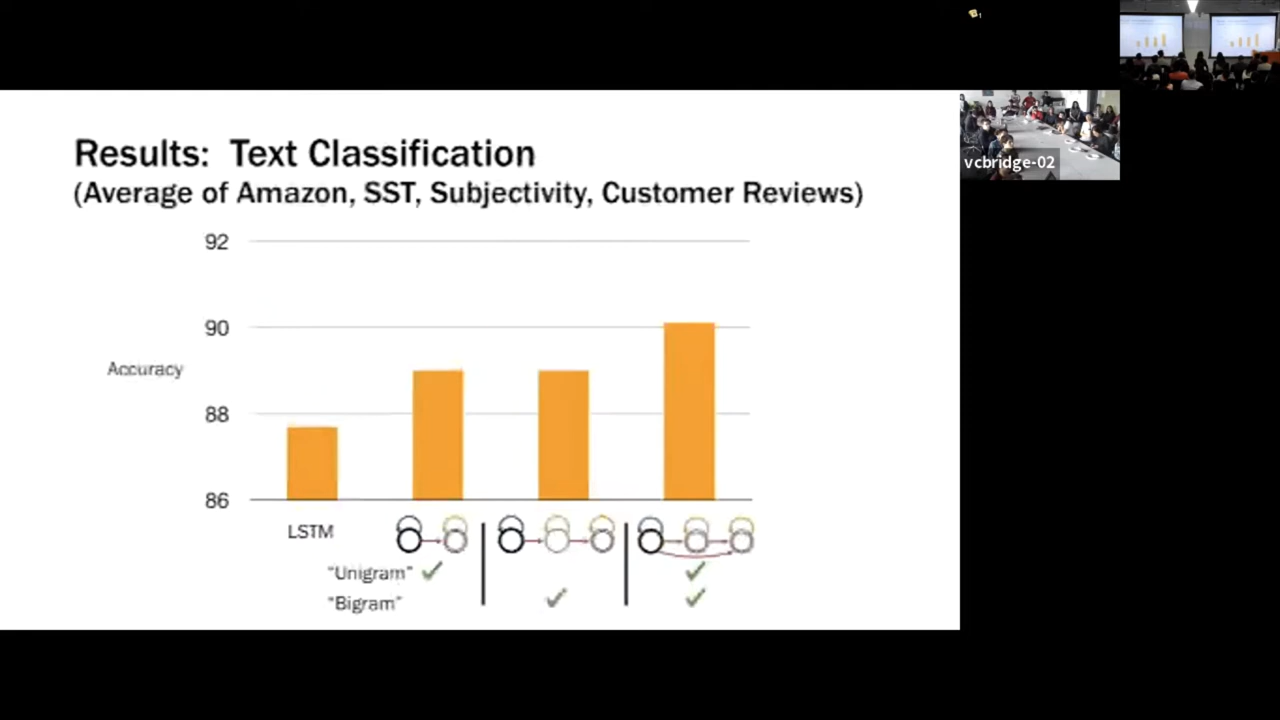 Results: Text Classification
(Average of Amazon, SST, Subjectivity, Customer Reviews)
92
90
Accuracy
88
86
LSTM
"Unigram"
"Bigram"
vcbridge-02